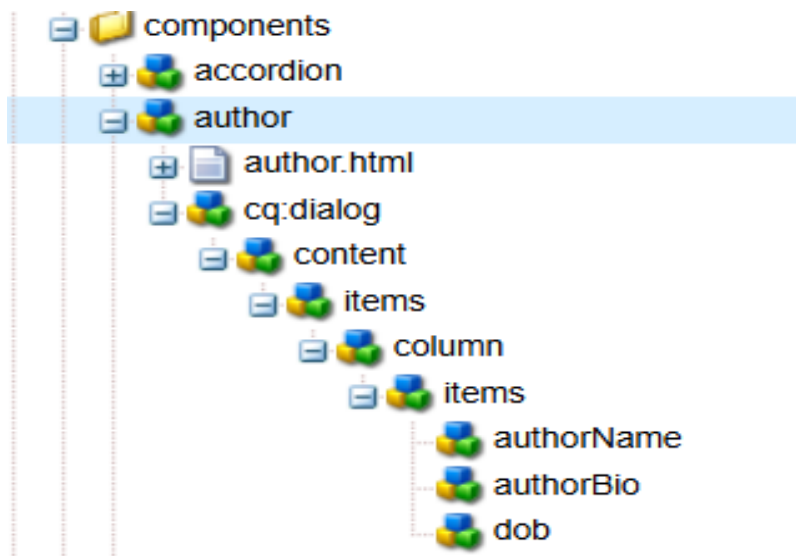 components
accordion
author
author.html
cq:dialog
content
items
column
items
authorName
authorBio
dob